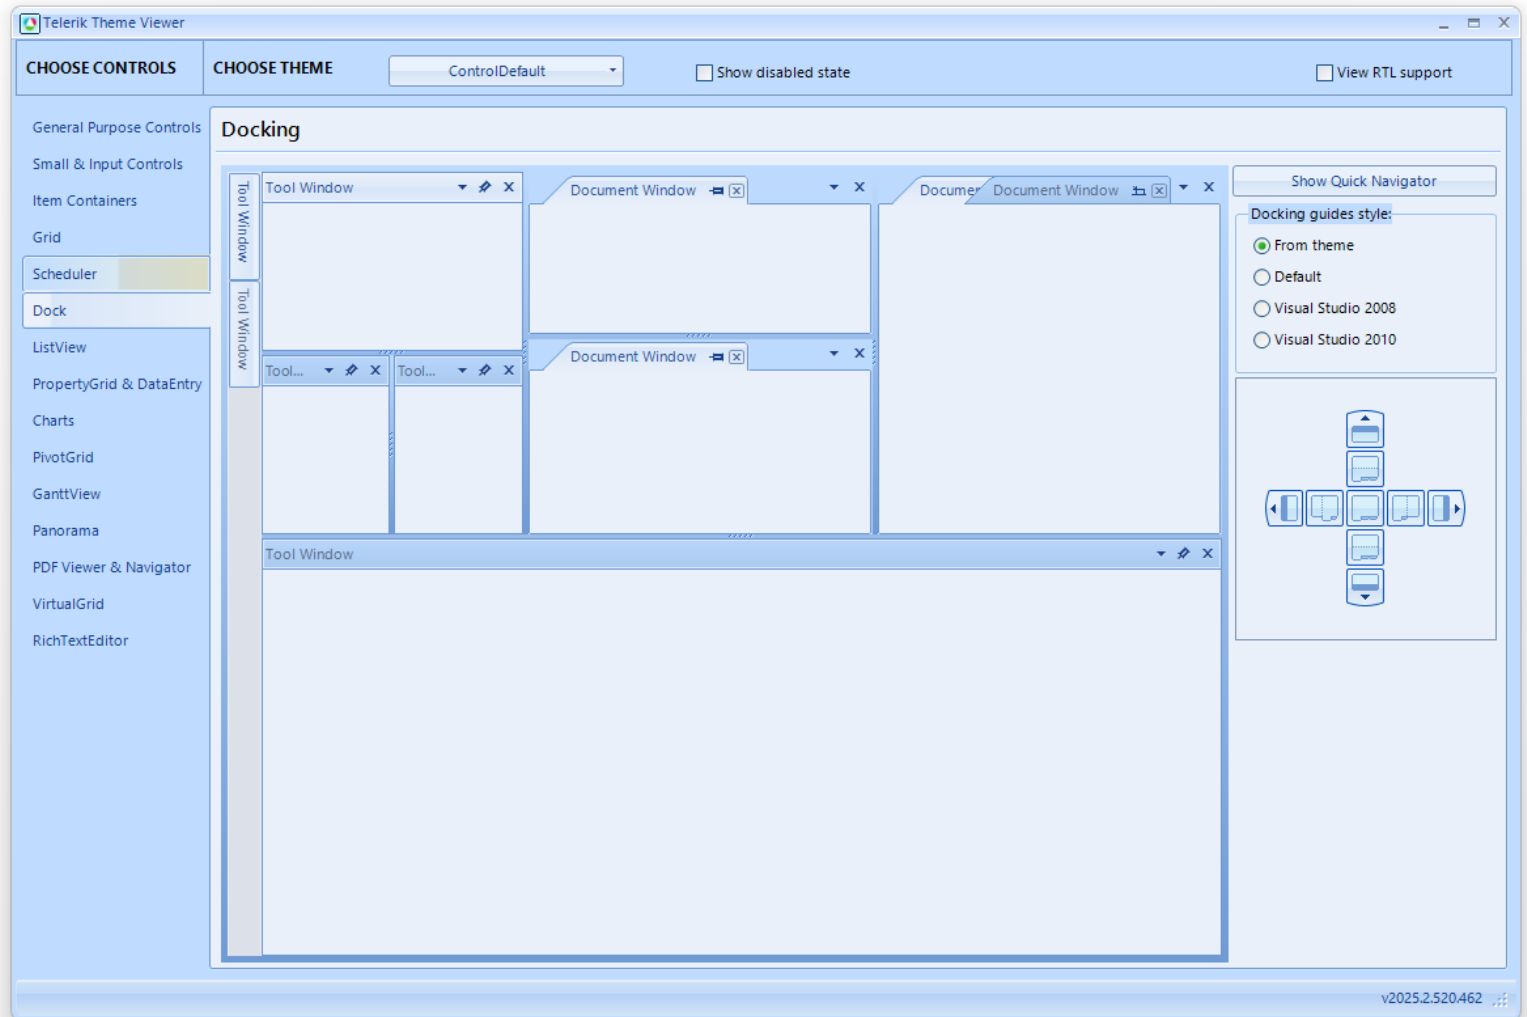 Telerik Theme Viewer
CHOOSE CONTROLS
CHOOSE THEME
ControlDefault
Show disabled state
View RTL support
General Purpose Controls
Small & Input Controls
Item Containers
Grid
Scheduler
Dock
ListView
PropertyGrid & DataEntry
Charts
PivotGrid
GanttView
Panorama
PDF Viewer & Navigator
VirtualGrid
RichTextEditor
Docking
Tool Window
Tool Window
Tool Window
Tool...
Tool...
Document Window
Document Window
Documen
Document Window
Tool Window
Show Quick Navigator
Docking guides style:
From theme
Default
Visual Studio 2008
Visual Studio 2010
v2025.2.520.462